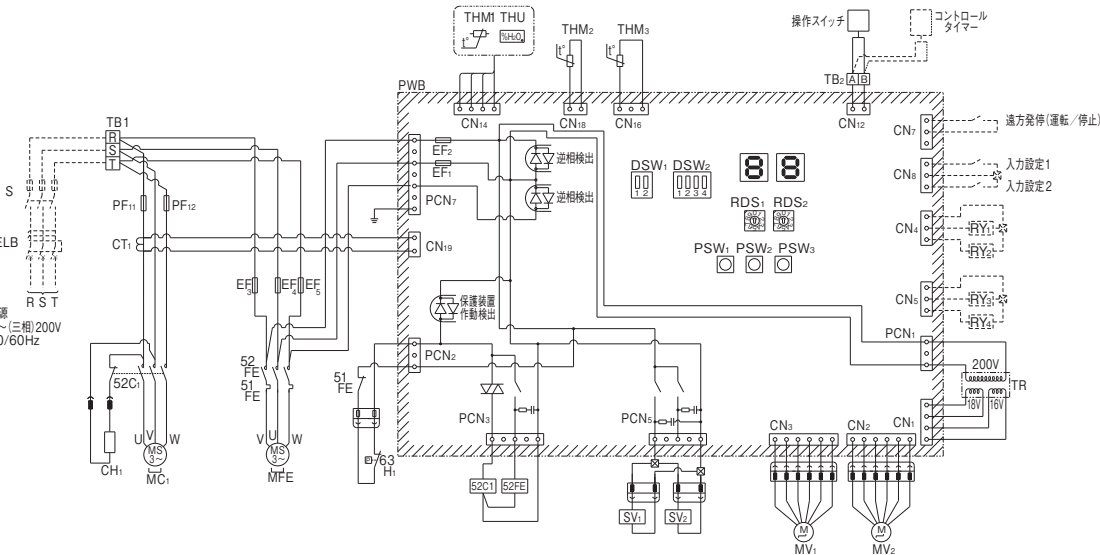 THM1 THU
t°
%H₂O
THM2
t°
THM3
t°
操作スイッチ
コントロール
タイマー
TB2 A B
PWB
CN14
CN18
CN16
CN12
TB1
R
S
T
S
ELB
PF11
PF12
CT1
R S T
源
～(三相)200V
0/60Hz
EF2
EF1
PCN7
CN19
逆相検出
逆相検出
DSW1 DSW2
1 2
1 2 3 4
8 8
RDS1 RDS2
PSW1 PSW2 PSW3
CN7
遠方発停(運転/停止)
CN8
入力設定1
入力設定2
CN4
RY1
RY2
CN5
RY3
RY4
EF3
EF4
EF5
保護装置
作動検出
PCN2
PCN1
200V
TR
18V
16V
CN1
52C1
52
FE
51
FE
51
FE
63
H1
PCN3
PCN5
CN3
CN2
U V W
MS
3～
MC1
CH1
V U W
MS
3～
MFE
52C1
52FE
SV1
SV2
M
MV1
M
MV2